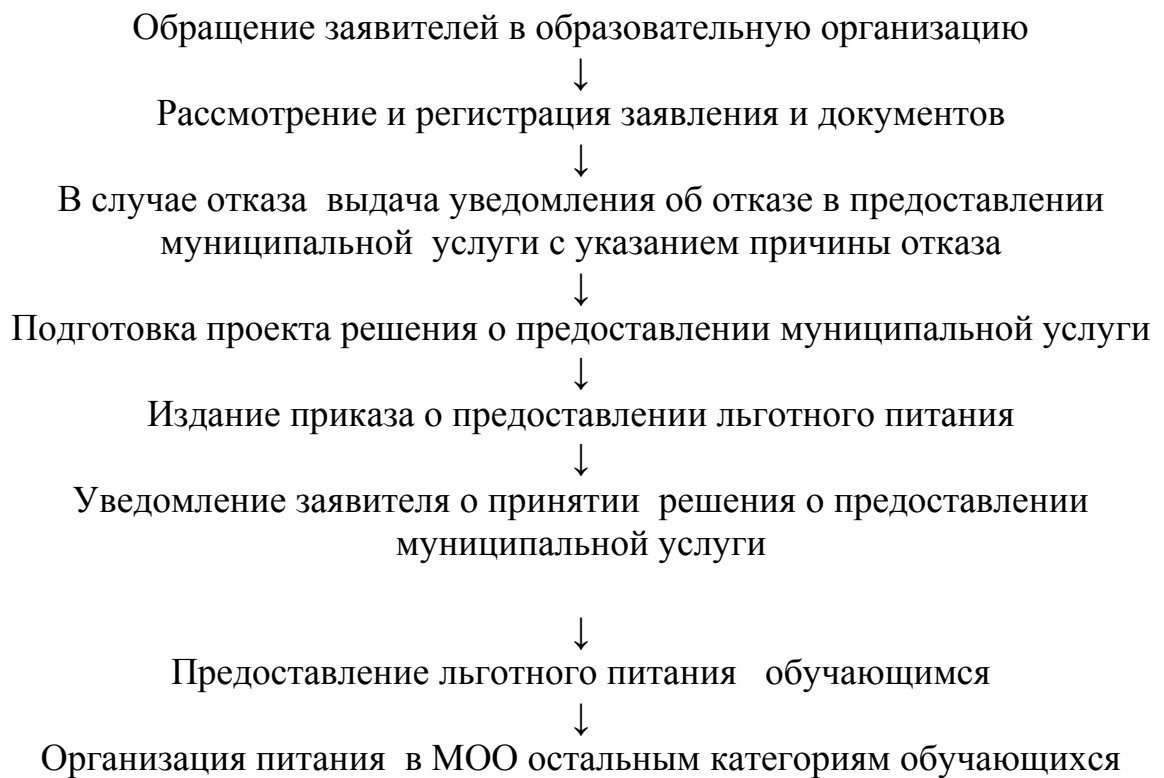 Обращение заявителей в образовательную организацию
↓
Рассмотрение и регистрация заявления и документов
↓
В случае отказа выдача уведомления об отказе в предоставлении
муниципальной услуги с указанием причины отказа
↓
Подготовка проекта решения о предоставлении муниципальной услуги
↓
Издание приказа о предоставлении льготного питания
↓
Уведомление заявителя о принятии решения о предоставлении
муниципальной услуги
↓
Предоставление льготного питания обучающимся
↓
Организация питания в МОО остальным категориям обучающихся